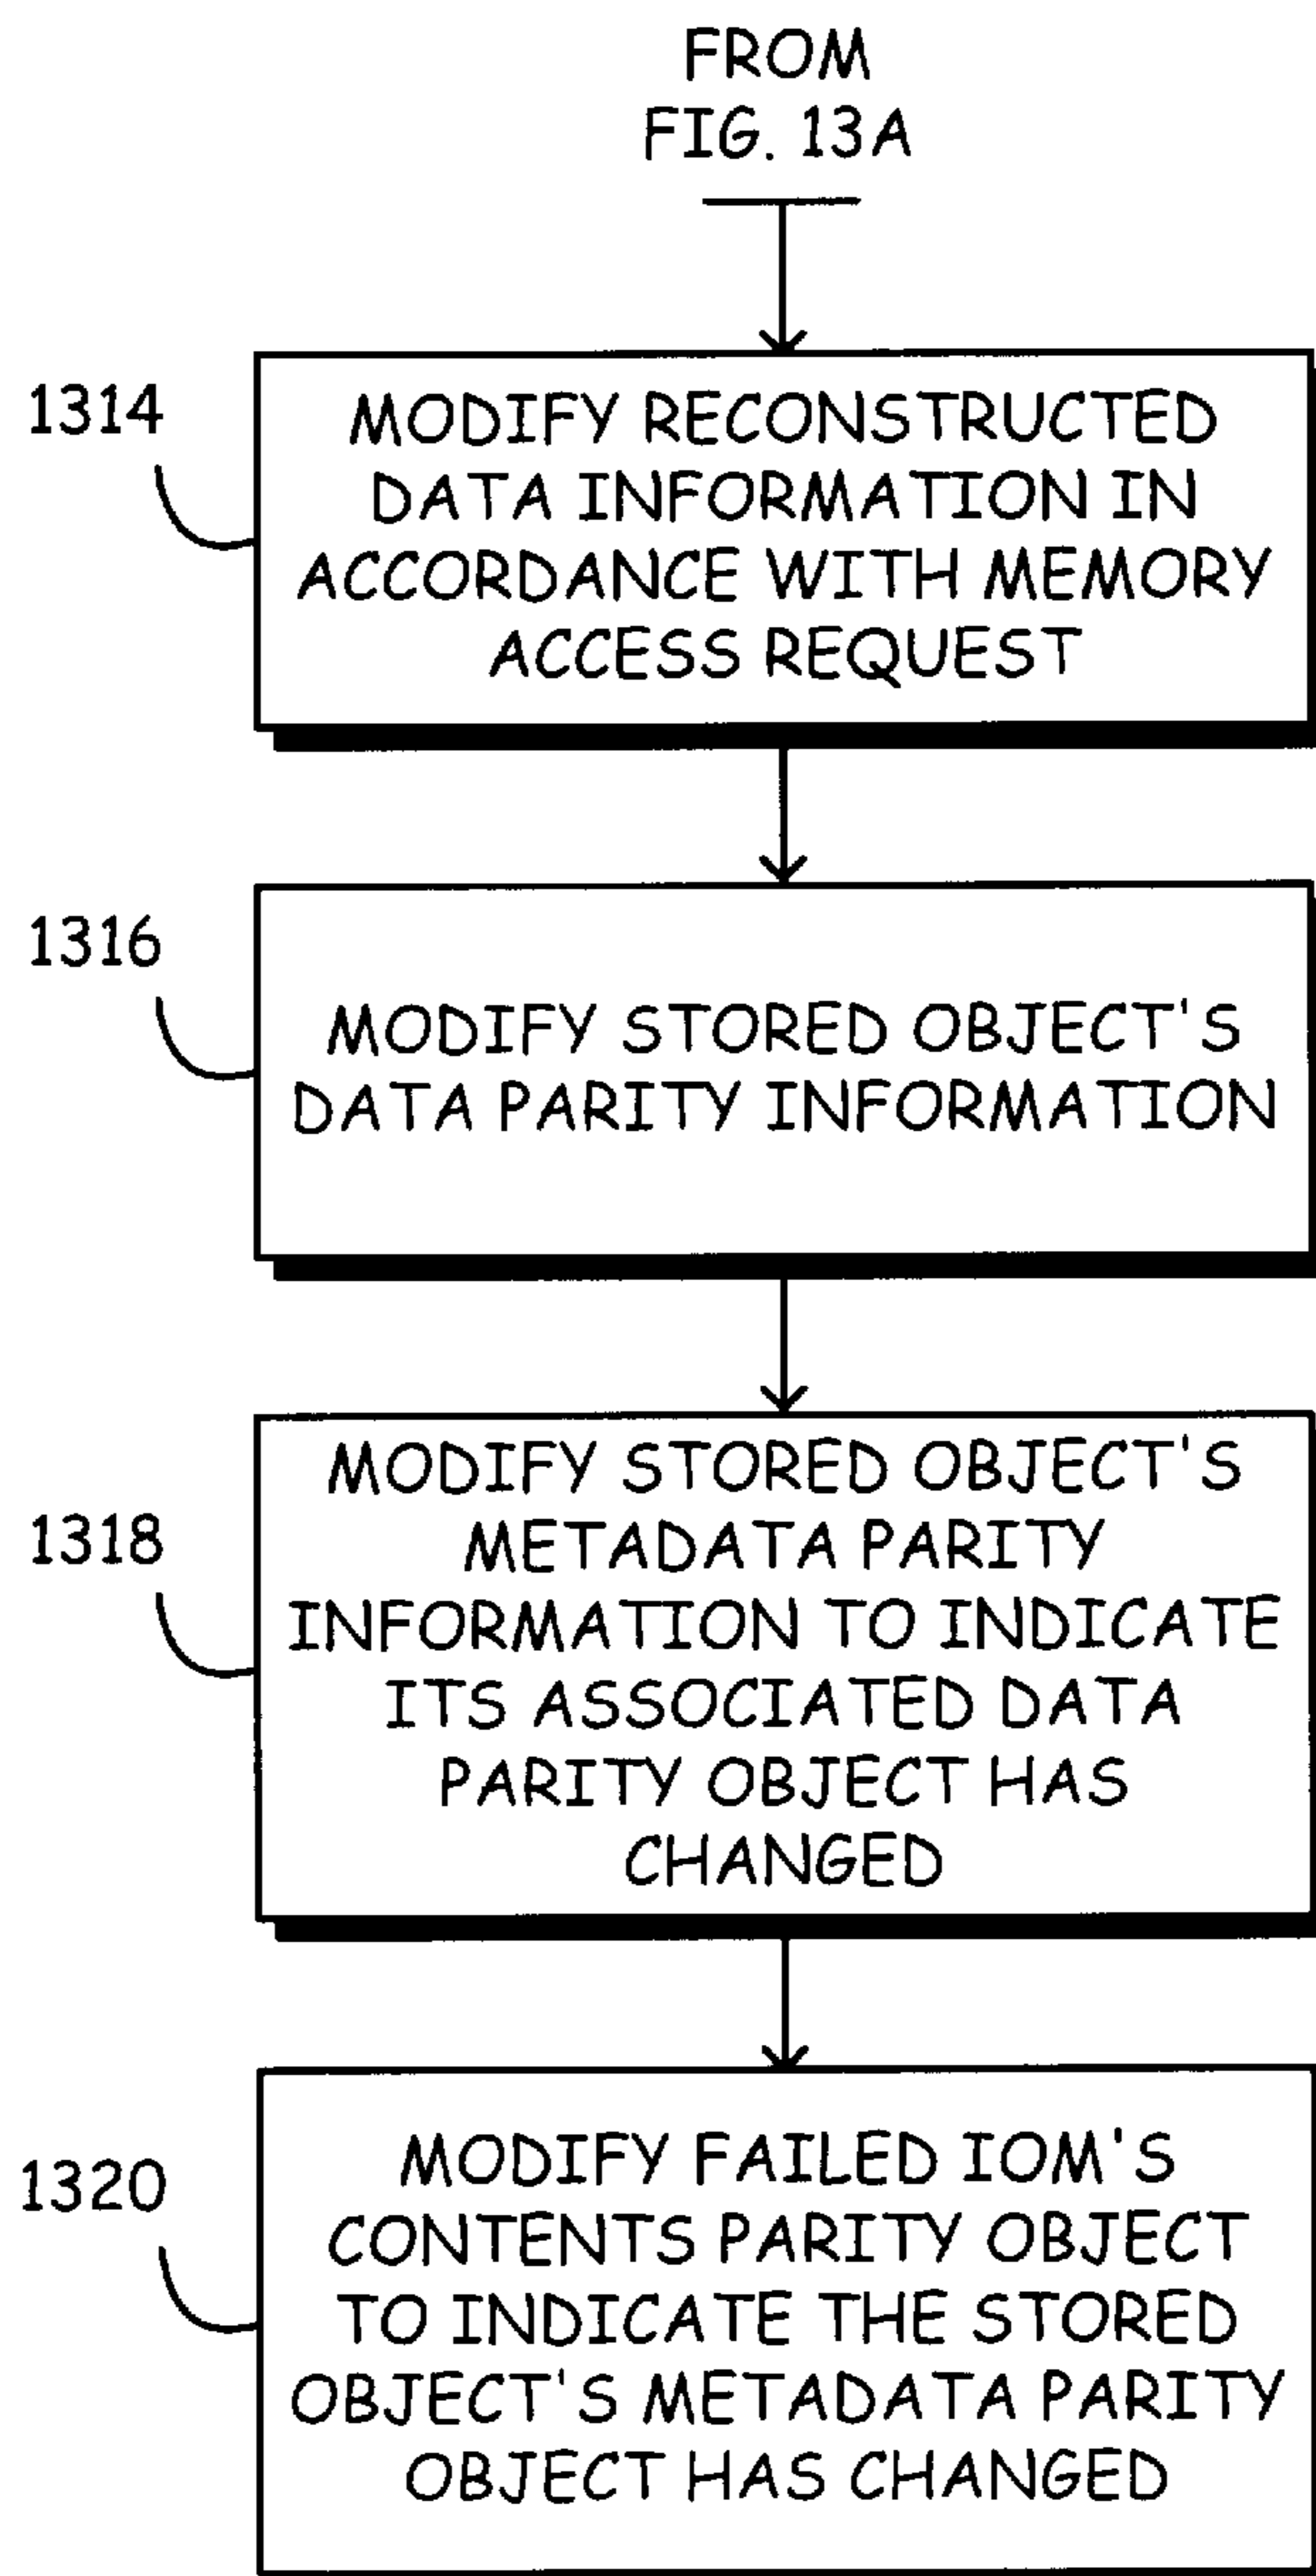 FROM
FIG. 13A
1314
MODIFY RECONSTRUCTED
DATA INFORMATION IN
ACCORDANCE WITH MEMORY
ACCESS REQUEST
1316
MODIFY STORED OBJECT'S
DATA PARITY INFORMATION
1318
MODIFY STORED OBJECT'S
METADATA PARITY
INFORMATION TO INDICATE
ITS ASSOCIATED DATA
PARITY OBJECT HAS
CHANGED
1320
MODIFY FAILED IOM'S
CONTENTS PARITY OBJECT
TO INDICATE THE STORED
OBJECT'S METADATA PARITY
OBJECT HAS CHANGED